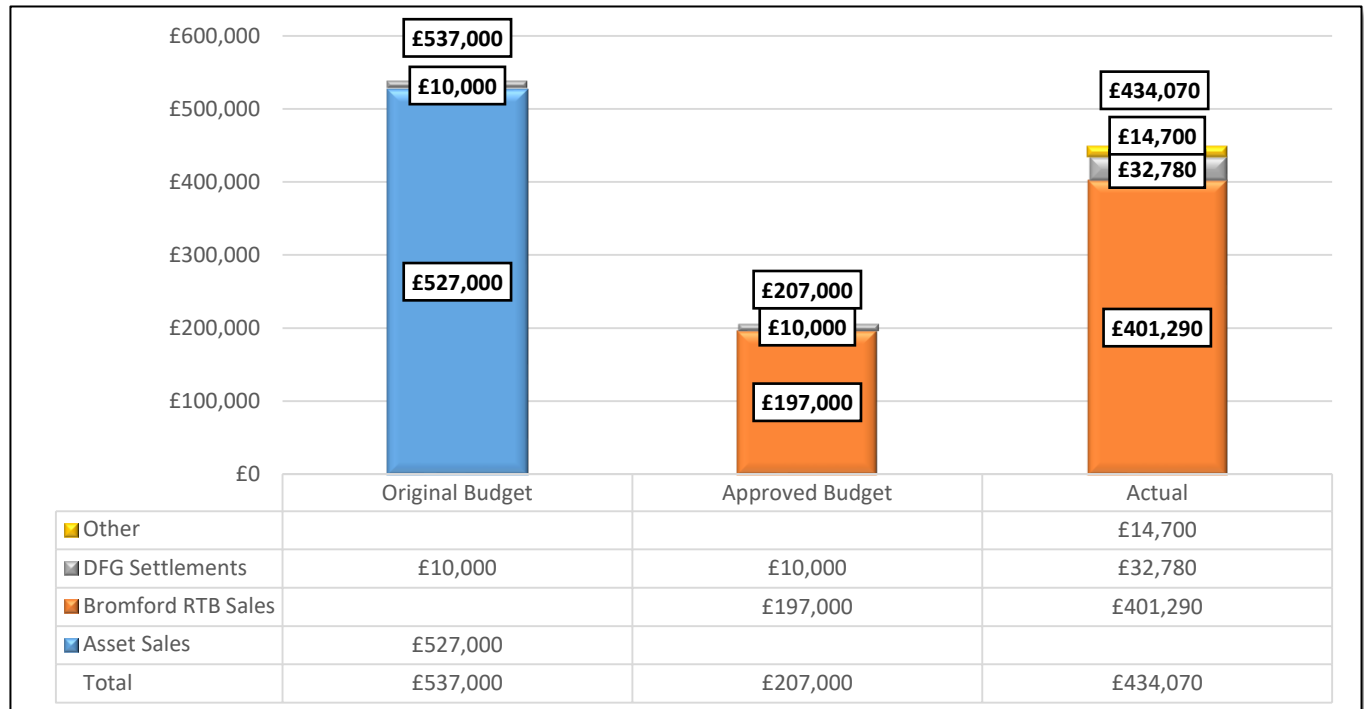 £600,000
£500,000
£400,000
£300,000
£200,000
£100,000
£0
£537,000
£10,000
£527,000
£207,000
£10,000
£197,000
£434,070
£14,700
£32,780
£401,290
Original Budget Approved Budget Actual
Other £14,700
DFG Settlements £10,000 £10,000 £32,780
Bromford RTB Sales £197,000 £401,290
Asset Sales £527,000
Total £537,000 £207,000 £434,070